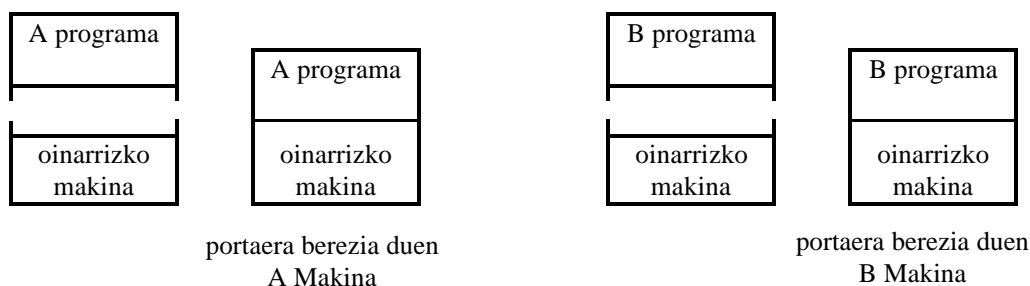 A programa
oinarrizko
makina
A programa
oinarrizko
makina
portaera berezia duen
A Makina
B programa
oinarrizko
makina
B programa
oinarrizko
makina
portaera berezia duen
B Makina